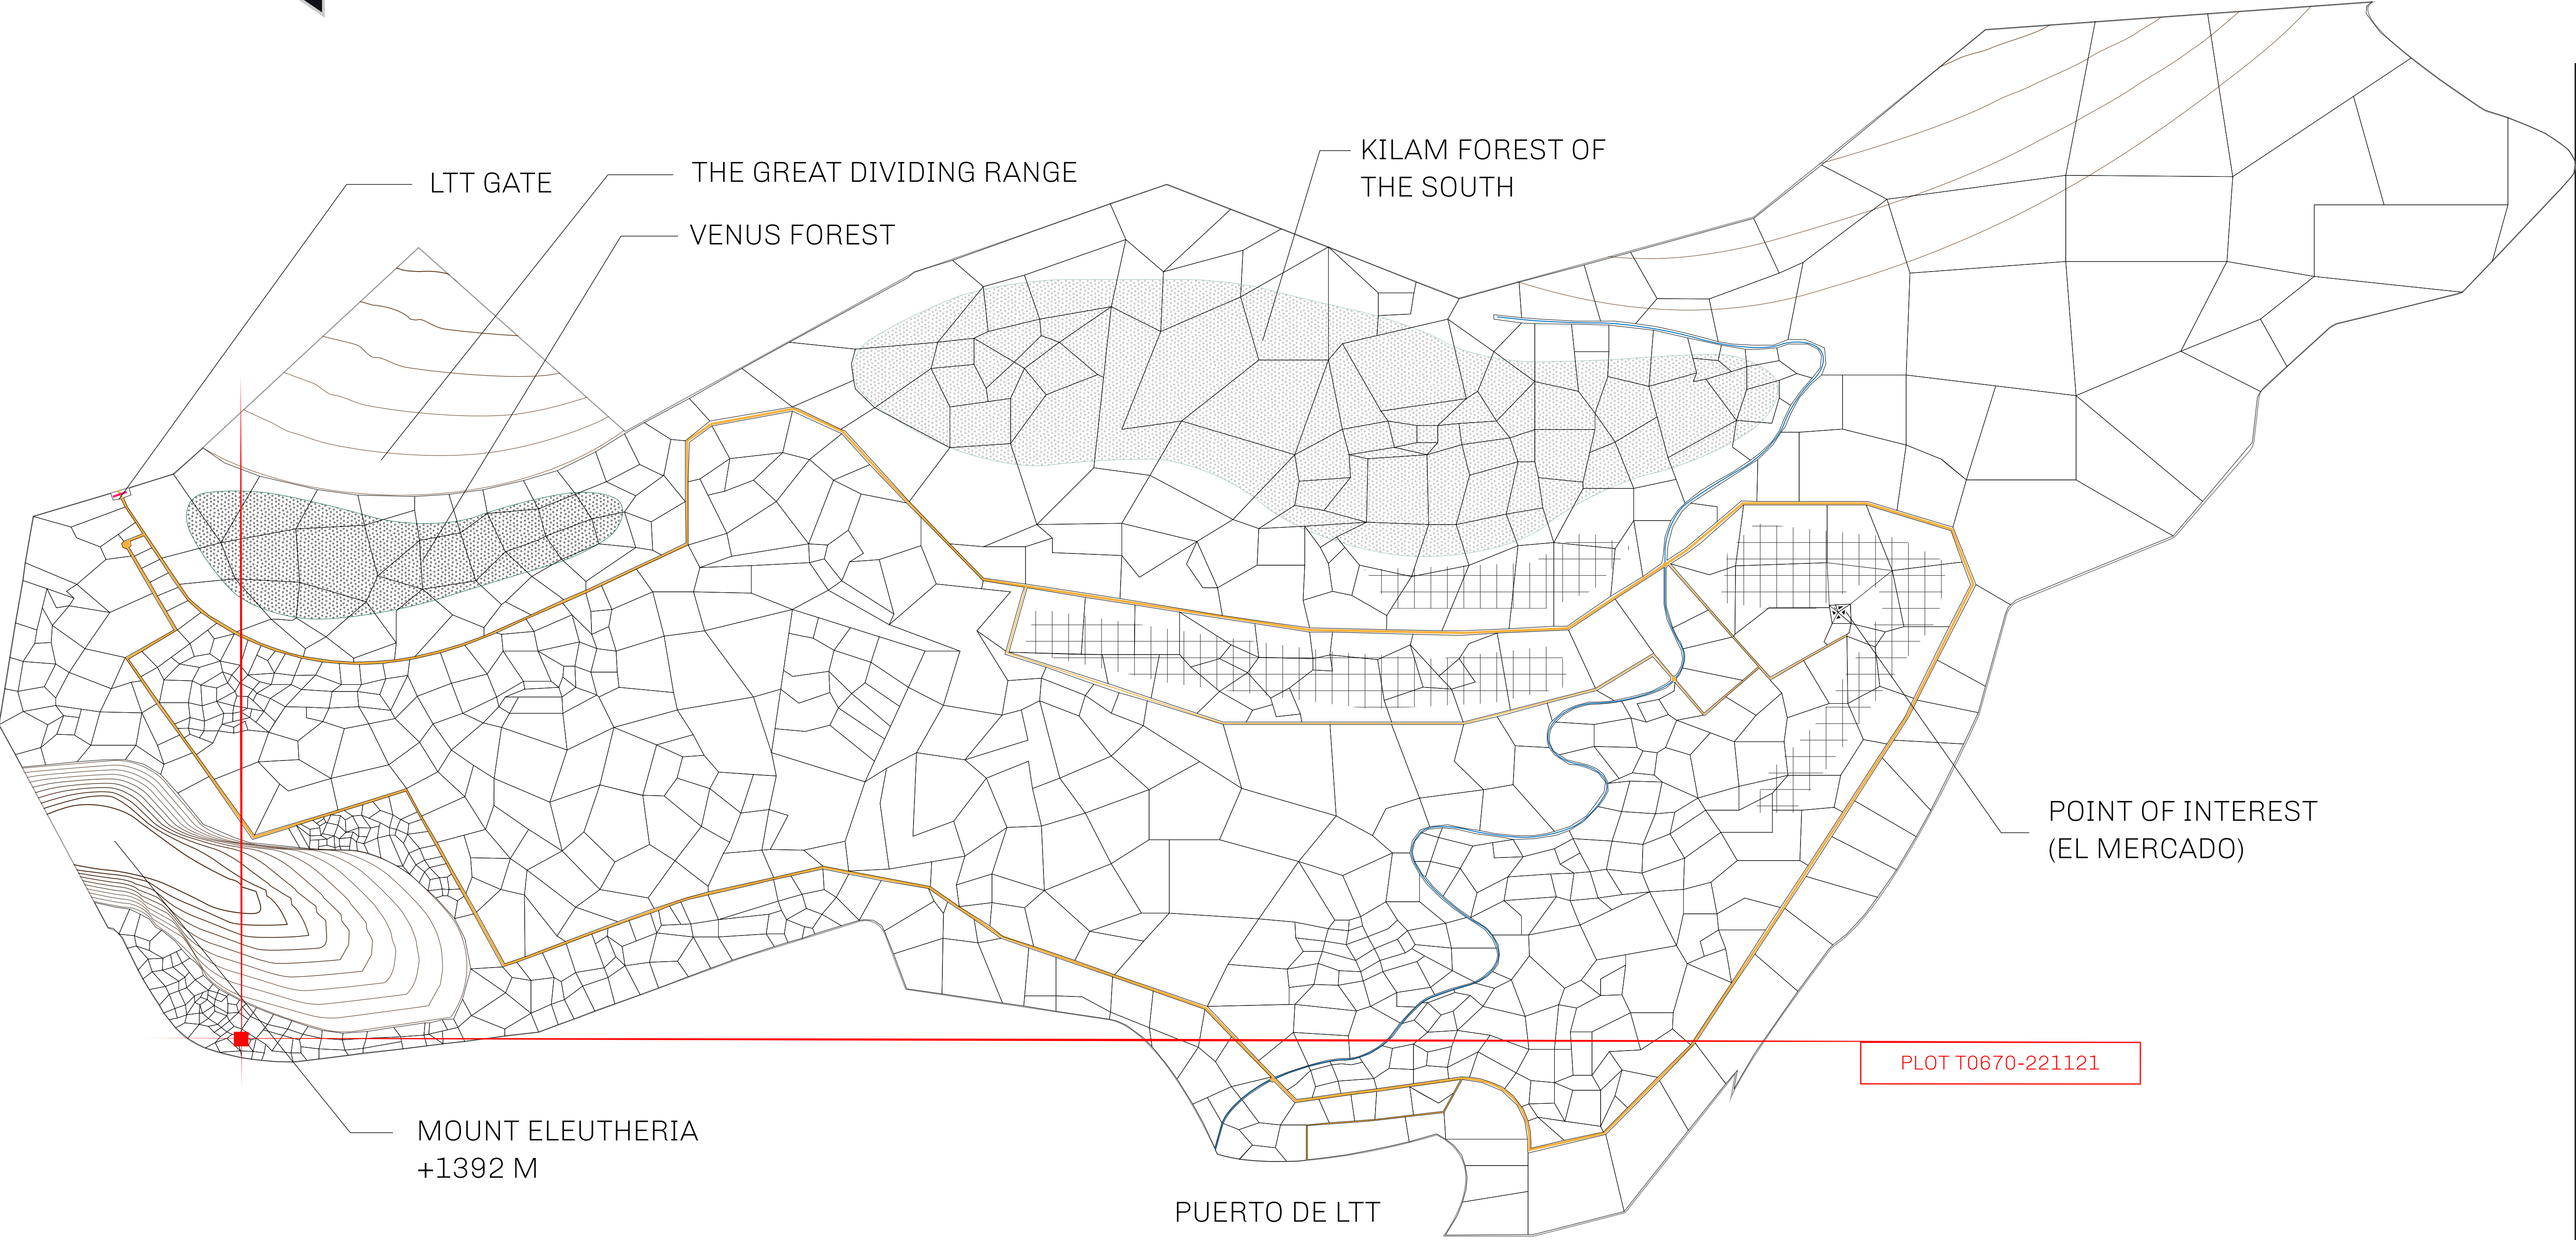 LTT GATE
THE GREAT DIVIDING RANGE
VENUS FOREST
KILAM FOREST OF
THE SOUTH
POINT OF INTEREST
(EL MERCADO)
PLOT T0670-221121
MOUNT ELEUTHERIA
+1392 M
PUERTO DE LTT